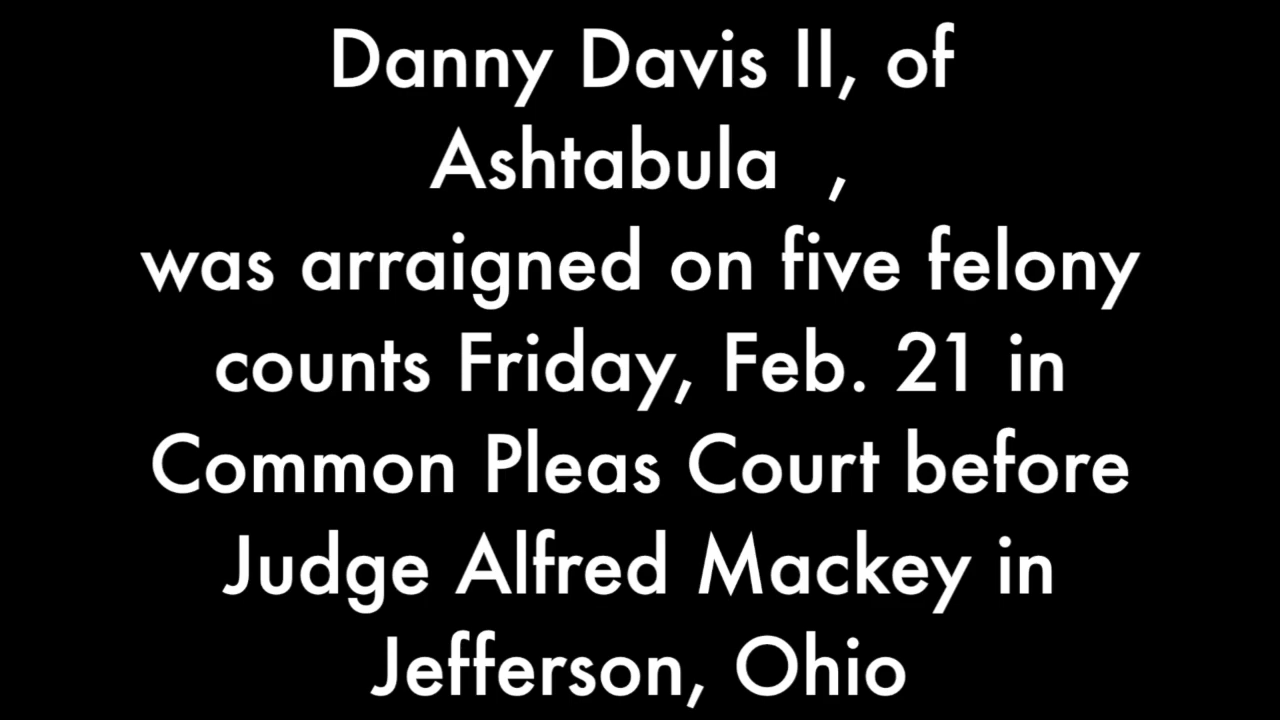 Danny Davis II, of
Ashtabula  ,
was arraigned on five felony
counts Friday, Feb. 21 in
Common Pleas Court before
Judge Alfred Mackey in
Jefferson, Ohio